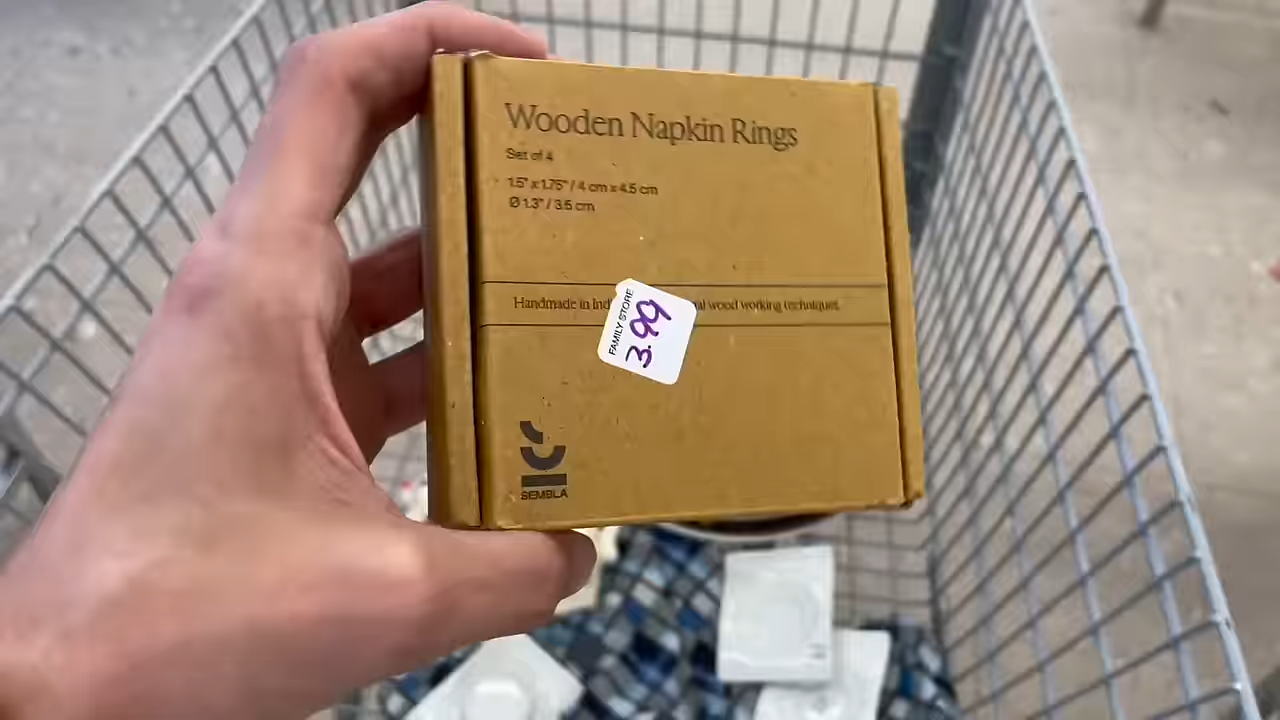 Wooden Napkin Rings
Set of 4
1.5" x 1.75" / 4 cm x 4.5 cm
Ø 1.3" / 3.5 cm
Handmade in Ind
al wood working techniques.
FAMILY STORE
3.99
SEMBLA